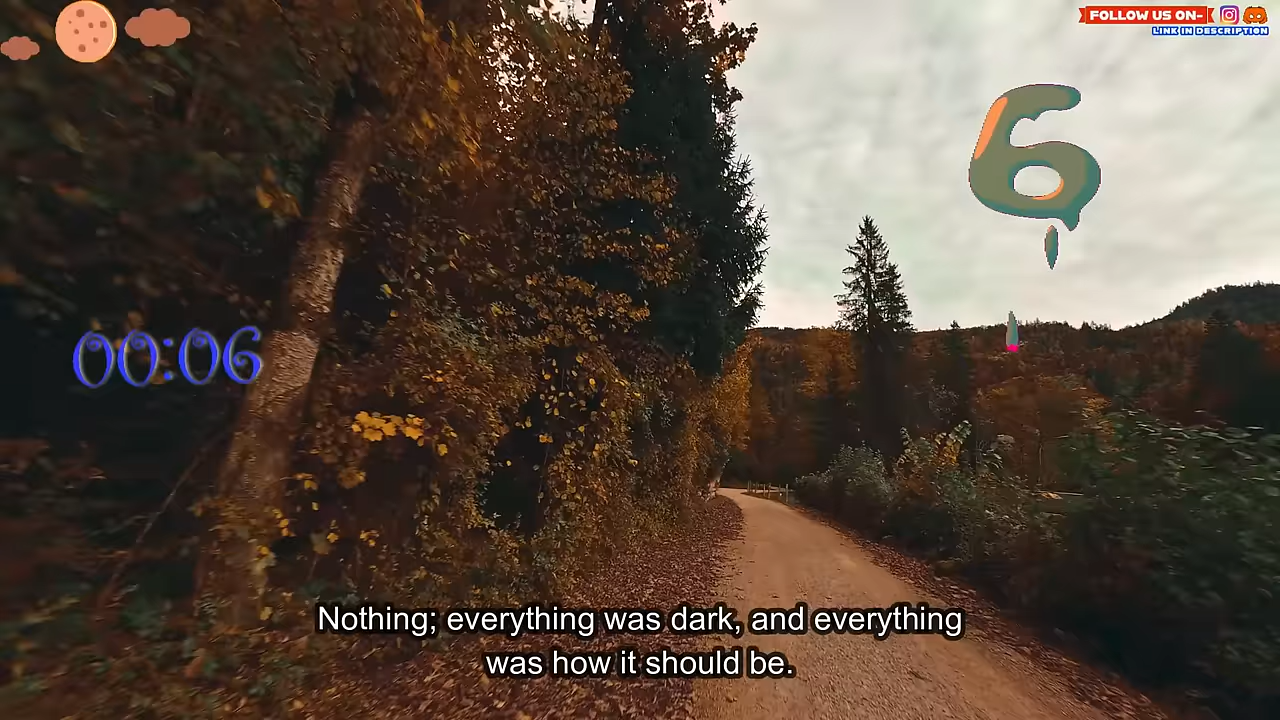 FOLLOW US ON-
LINK IN DESCRIPTION
6
00:06
Nothing; everything was dark, and everything
was how it should be.